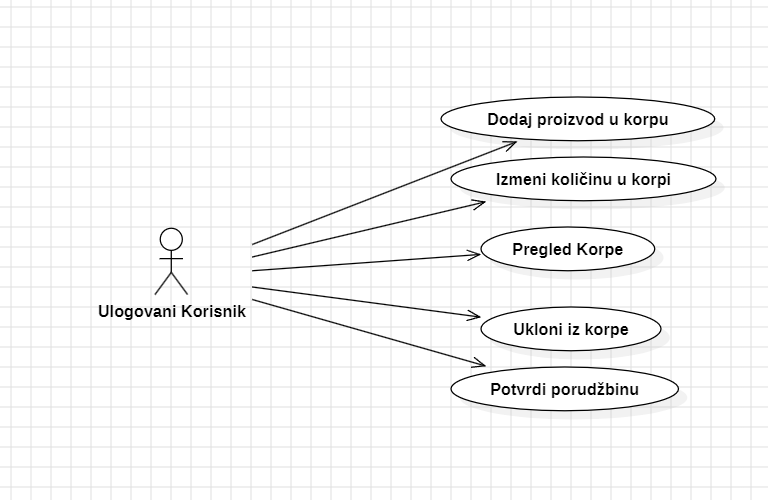 Dodaj proizvod u korpu
Izmeni količinu u korpi
Pregled Korpe
Ulogovani Korisnik
Ukloni iz korpe
Potvrdi porudžbinu